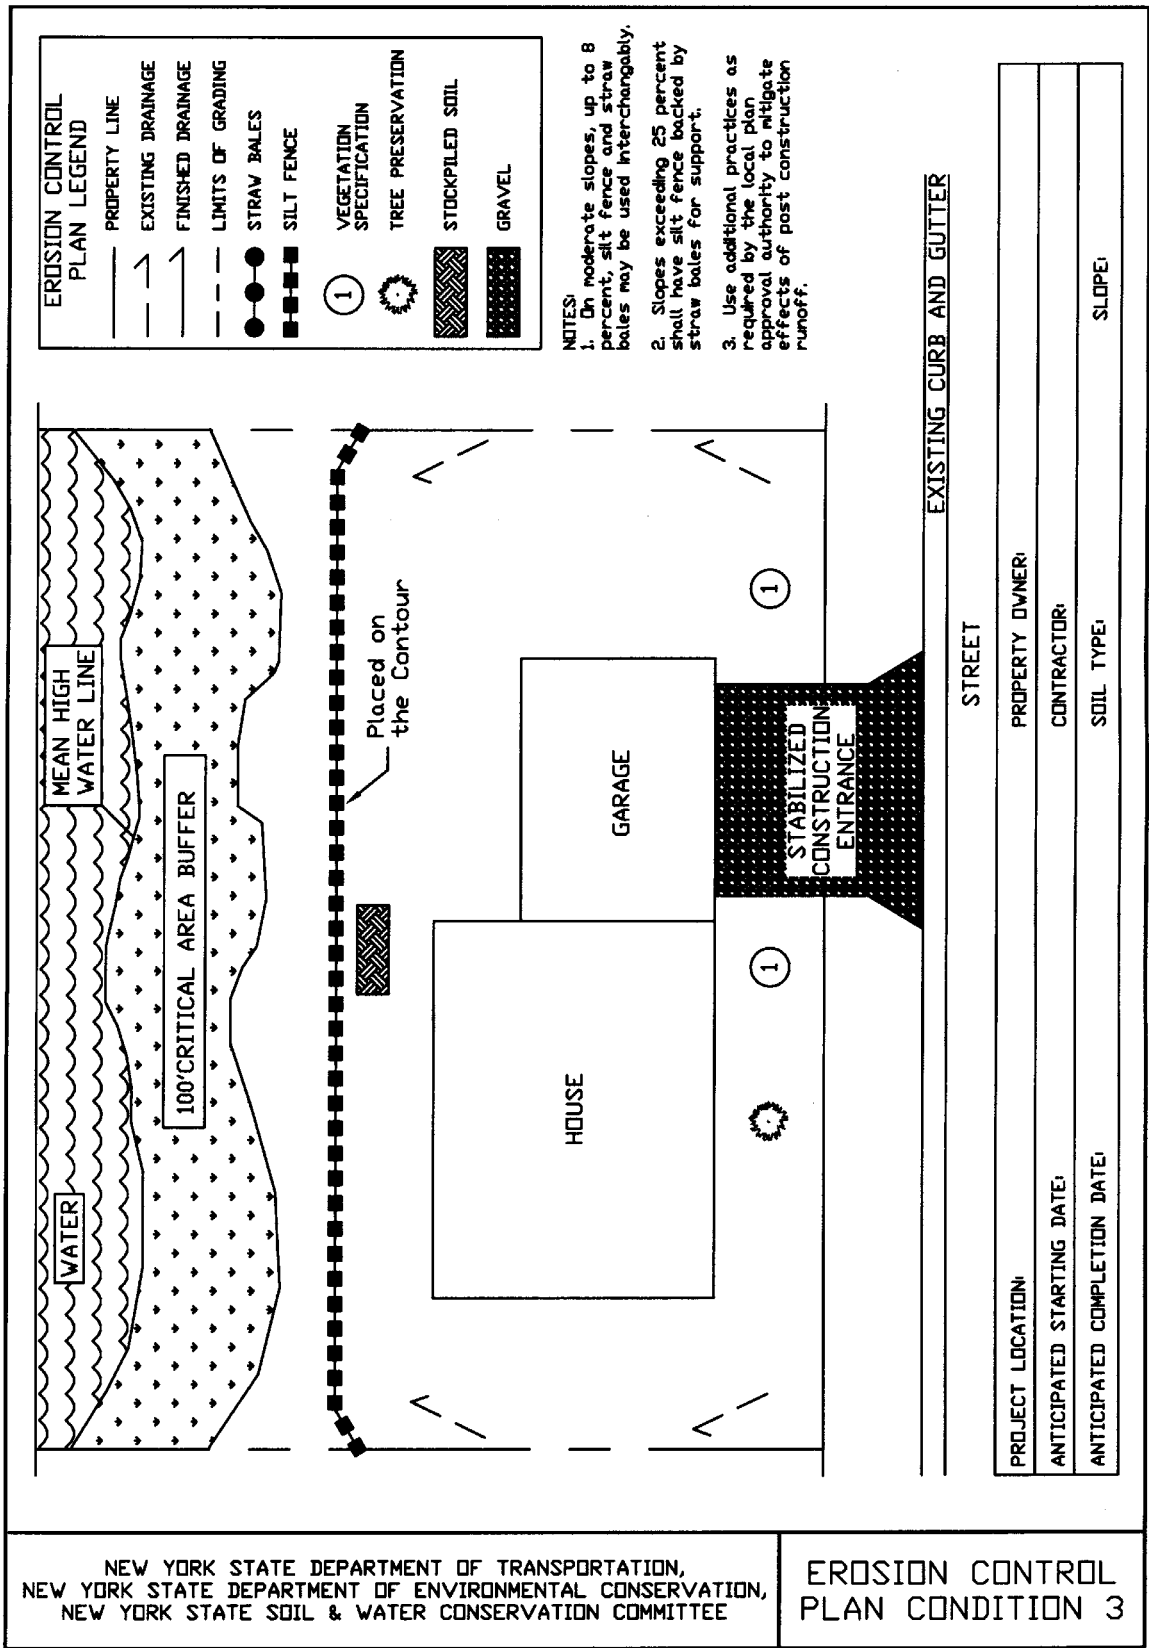 EROSION CONTROL
PLAN LEGEND
PROPERTY LINE
EXISTING DRAINAGE
FINISHED DRAINAGE
LIMITS OF GRADING
STRAW BALES
SILT FENCE
1
VEGETATION
SPECIFICATION
TREE PRESERVATION
STOCKPILED SOIL
GRAVEL
NOTES:
1. On moderate slopes, up to 8
percent, silt fence and straw
bales may be used interchangably.
2. Slopes exceeding 25 percent
shall have silt fence backed by
straw bales for support.
3. Use additional practices as
required by the local plan
approval authority to mitigate
effects of post construction
runoff.
WATER
MEAN HIGH
WATER LINE
100'CRITICAL AREA BUFFER
Placed on
the Contour
HOUSE
GARAGE
1
1
STABILIZED
CONSTRUCTION
ENTRANCE
EXISTING CURB AND GUTTER
STREET
PROJECT LOCATION:
PROPERTY OWNER:
ANTICIPATED STARTING DATE:
CONTRACTOR:
ANTICIPATED COMPLETION DATE:
SOIL TYPE:
SLOPE:
NEW YORK STATE DEPARTMENT OF TRANSPORTATION,
NEW YORK STATE DEPARTMENT OF ENVIRONMENTAL CONSERVATION,
NEW YORK STATE SOIL & WATER CONSERVATION COMMITTEE
EROSION CONTROL
PLAN CONDITION 3